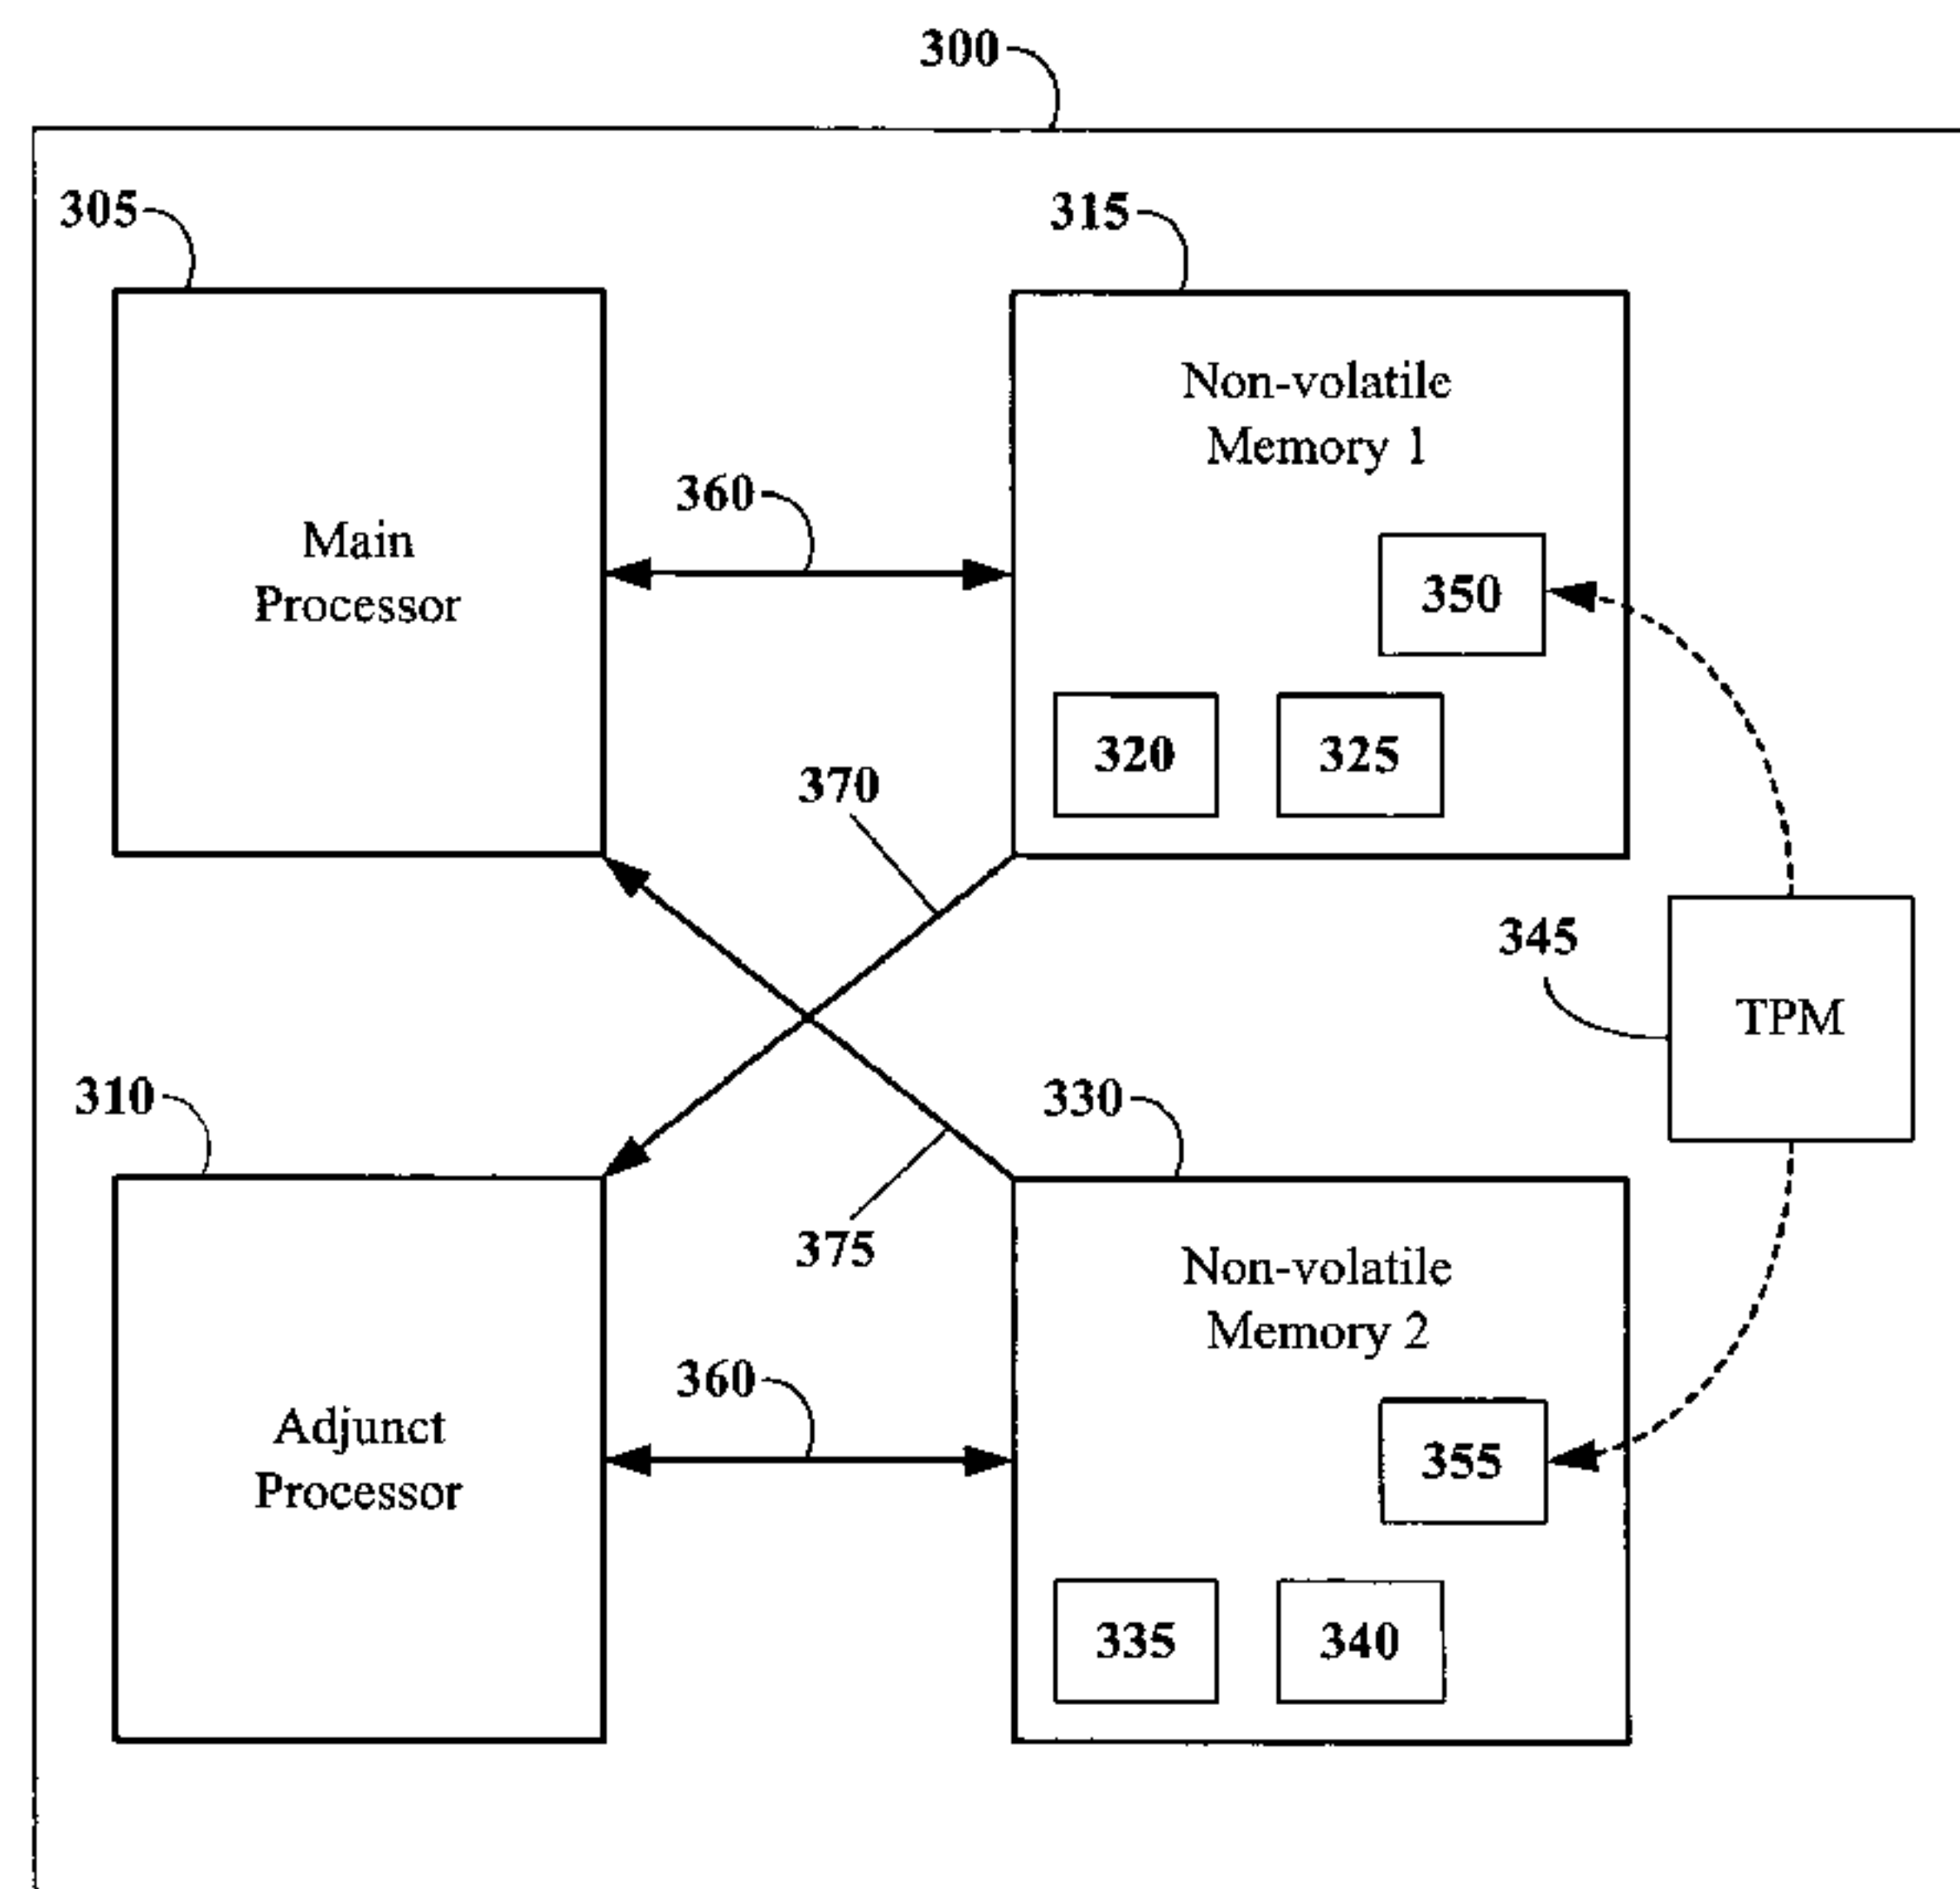 300
305
315
Main
Processor
360
Non-volatile
Memory 1
350
320
325
370
345
TPM
310
330
375
Adjunct
Processor
360
Non-volatile
Memory 2
355
335
340